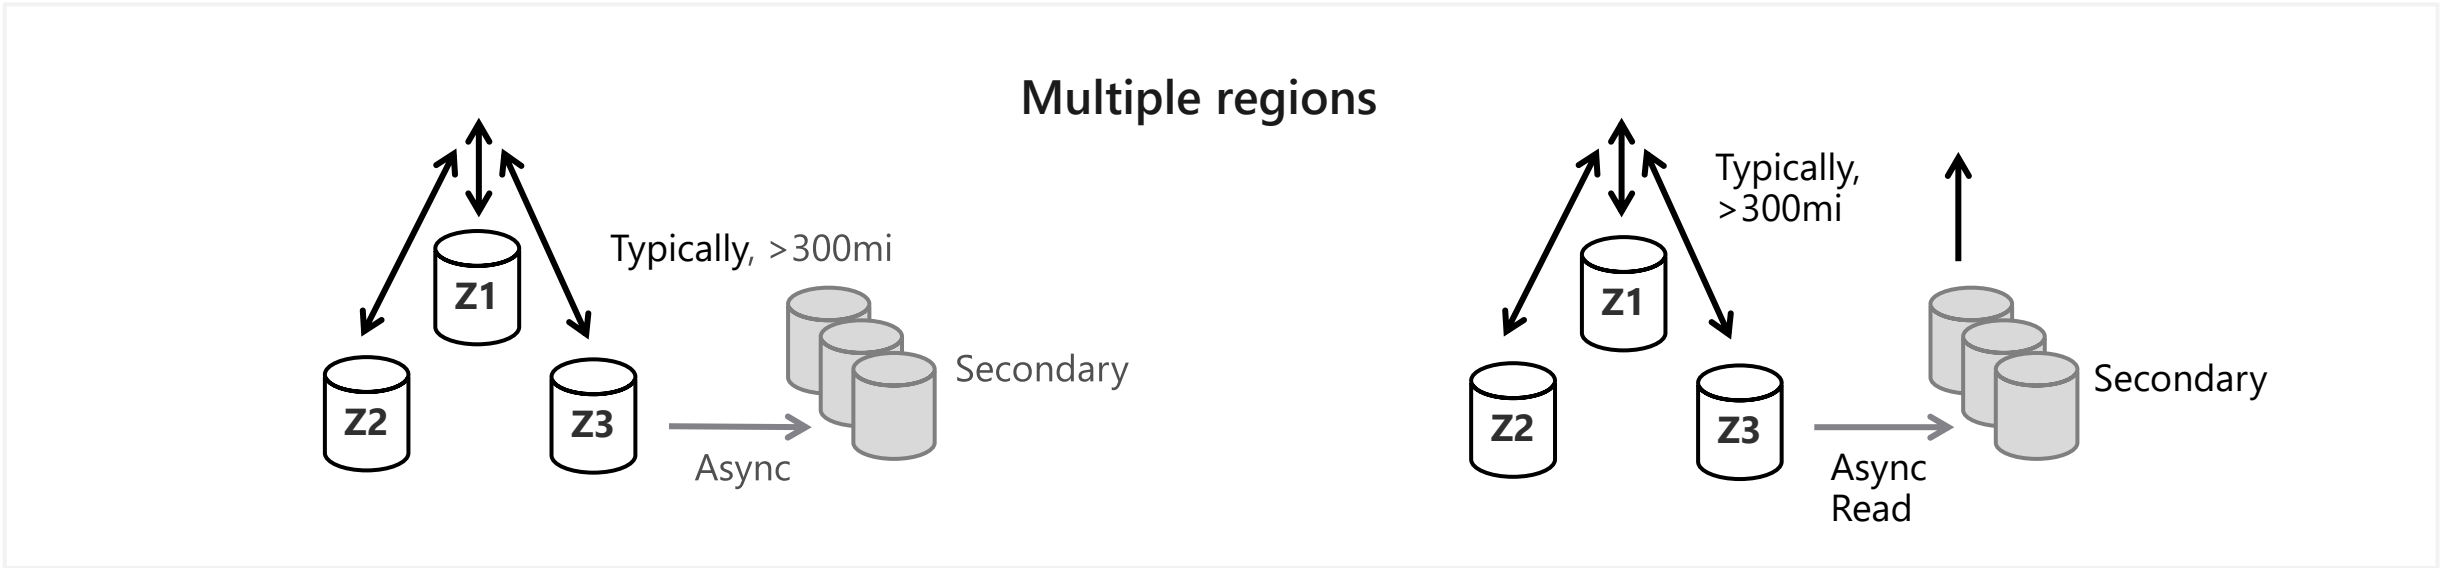 Multiple regions
Typically, >300mi
Z1
Z2
Z3
Secondary
Async
Typically,
>300mi
Z1
Z2
Z3
Secondary
Async
Read